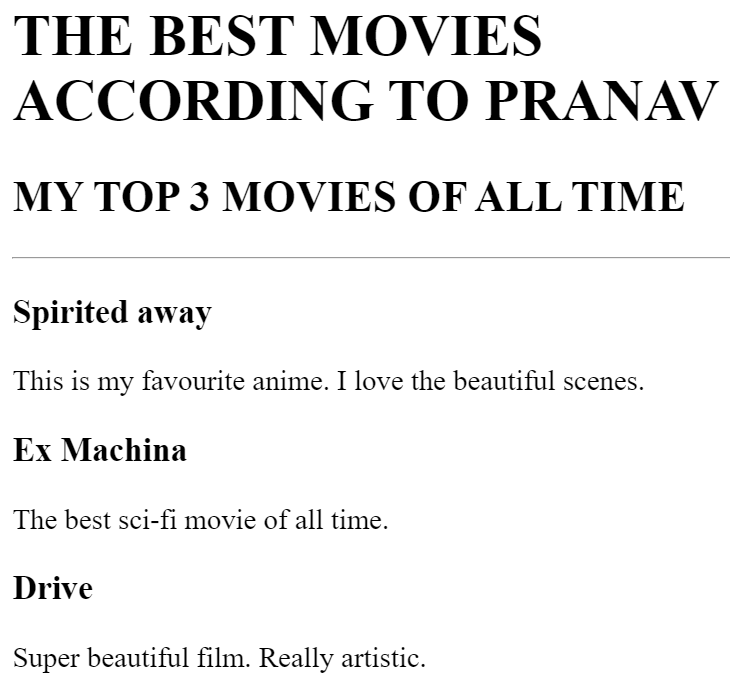 THE BEST MOVIES
ACCORDING TO PRANAV
MY TOP 3 MOVIES OF ALL TIME
Spirited away
This is my favourite anime. I love the beautiful scenes.
Ex Machina
The best sci-fi movie of all time.
Drive
Super beautiful film. Really artistic.